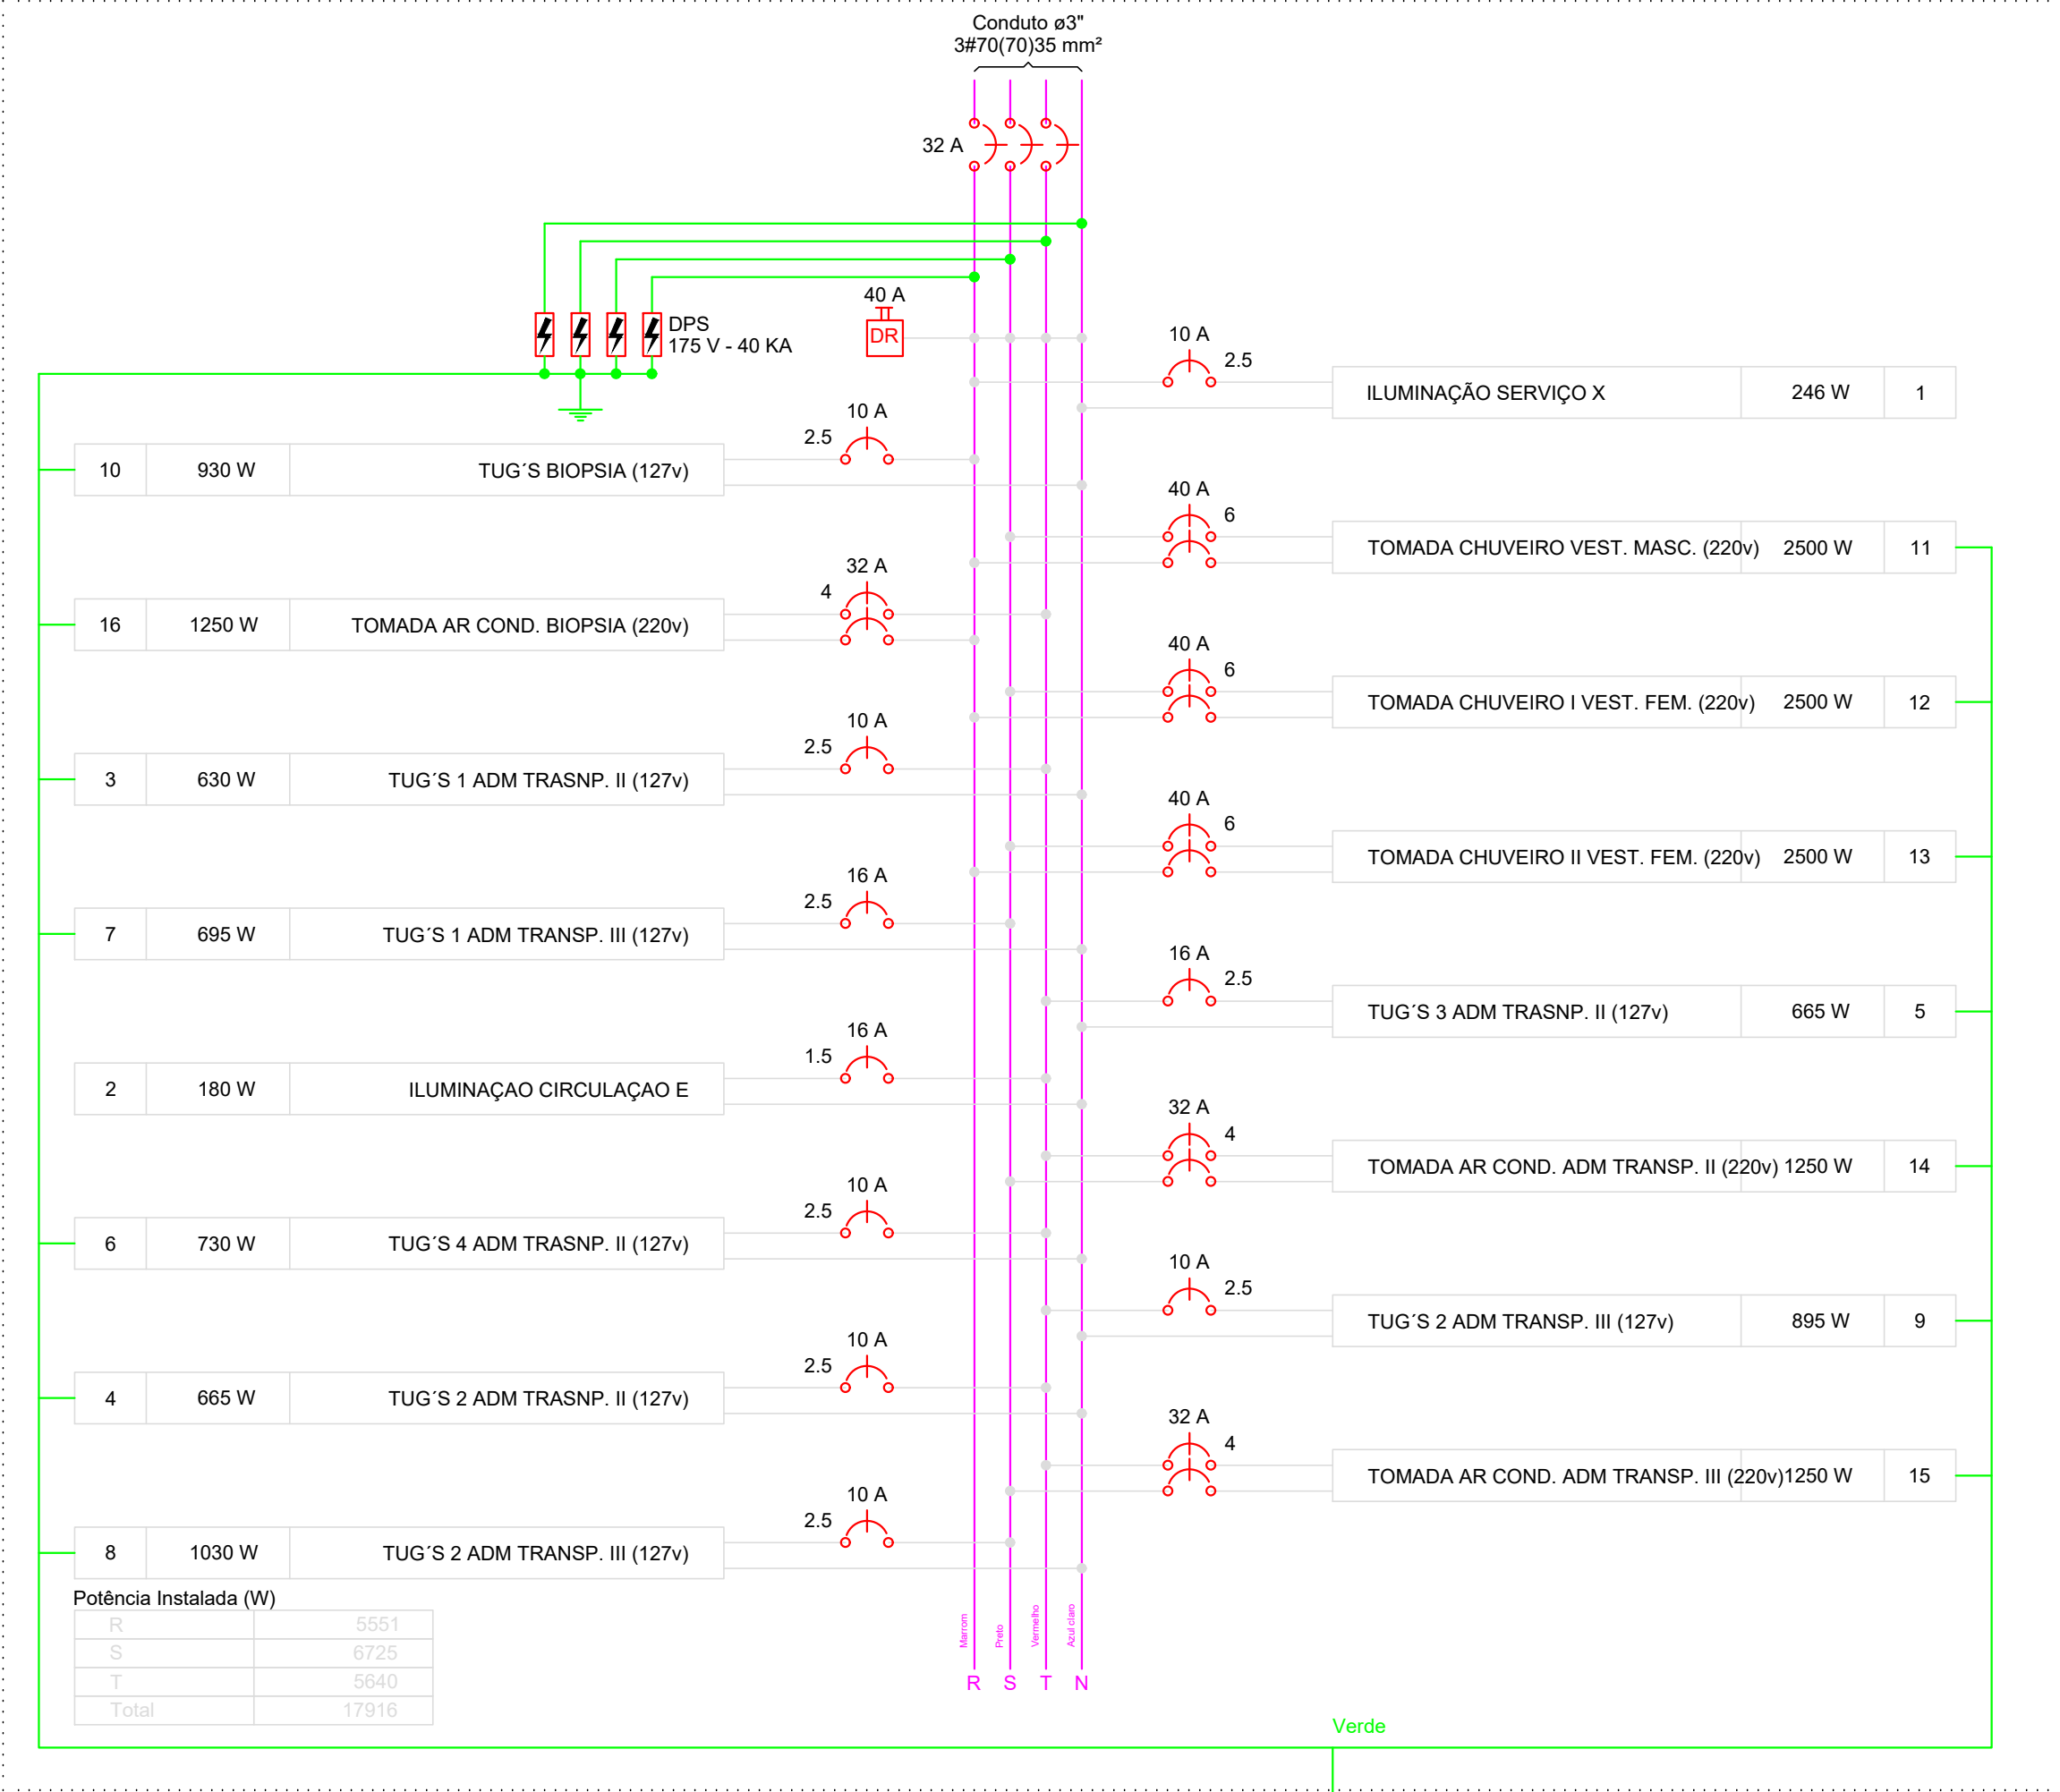 Conduto ø3"
3#70(70)35 mm²
32 A
40 A
DR
DPS
175 V - 40 KA
10 A
2.5
ILUMINAÇÃO SERVIÇO X 246 W 1
10 A
2.5
10 930 W TUG´S BIOPSIA (127v)
40 A
6
TOMADA CHUVEIRO VEST. MASC. (220v) 2500 W 11
32 A
4
16 1250 W TOMADA AR COND. BIOPSIA (220v)
40 A
6
TOMADA CHUVEIRO I VEST. FEM. (220v) 2500 W 12
10 A
2.5
3 630 W TUG´S 1 ADM TRASNP. II (127v)
40 A
6
TOMADA CHUVEIRO II VEST. FEM. (220v) 2500 W 13
16 A
2.5
7 695 W TUG´S 1 ADM TRANSP. III (127v)
16 A
2.5
TUG´S 3 ADM TRASNP. II (127v) 665 W 5
16 A
1.5
2 180 W ILUMINAÇAO CIRCULAÇAO E
32 A
4
TOMADA AR COND. ADM TRANSP. II (220v) 1250 W 14
10 A
2.5
6 730 W TUG´S 4 ADM TRASNP. II (127v)
10 A
2.5
TUG´S 2 ADM TRANSP. III (127v) 895 W 9
10 A
2.5
4 665 W TUG´S 2 ADM TRASNP. II (127v)
32 A
4
TOMADA AR COND. ADM TRANSP. III (220v) 1250 W 15
10 A
2.5
8 1030 W TUG´S 2 ADM TRANSP. III (127v)
Potência Instalada (W)
R 5551
S 6725
T 5640
Total 17916
Marrom
Preto
Vermelho
Azul claro
R S T N
Verde